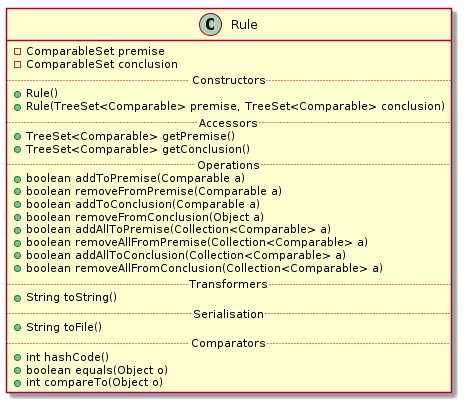 C Rule
ComparableSet premise
ComparableSet conclusion
Constructors
Rule()
Rule(TreeSet<Comparable> premise, TreeSet<Comparable> conclusion)
Accessors
TreeSet<Comparable> getPremise()
TreeSet<Comparable> getConclusion()
Operations
boolean addToPremise(Comparable a)
boolean removeFromPremise(Comparable a)
boolean addToConclusion(Comparable a)
boolean removeFromConclusion(Object a)
boolean addAllToPremise(Collection<Comparable> a)
boolean removeAllFromPremise(Collection<Comparable> a)
boolean addAllToConclusion(Collection<Comparable> a)
boolean removeAllFromConclusion(Collection<Comparable> a)
Transformers
String toString()
Serialisation
String toFile()
Comparators
int hashCode()
boolean equals(Object o)
int compareTo(Object o)